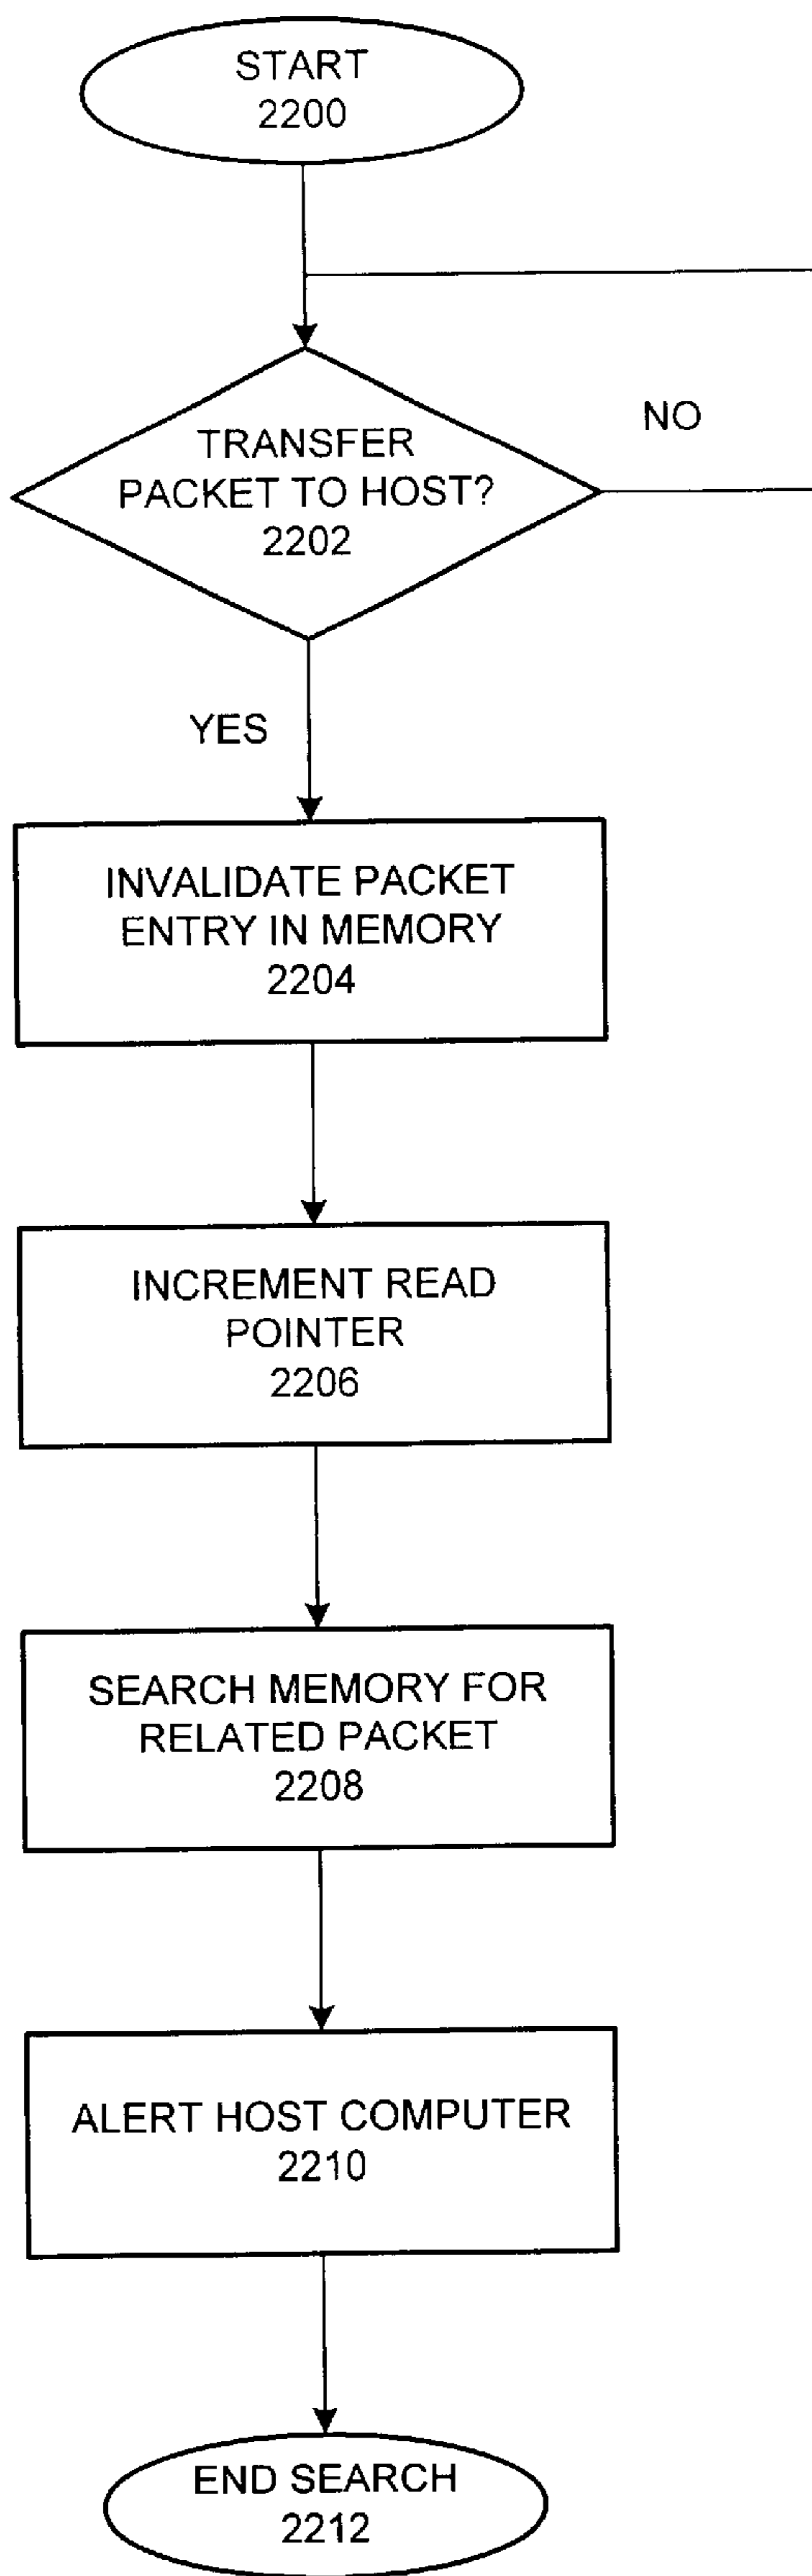 START
2200
TRANSFER
PACKET TO HOST?
2202
NO
YES
INVALIDATE PACKET
ENTRY IN MEMORY
2204
INCREMENT READ
POINTER
2206
SEARCH MEMORY FOR
RELATED PACKET
2208
ALERT HOST COMPUTER
2210
END SEARCH
2212